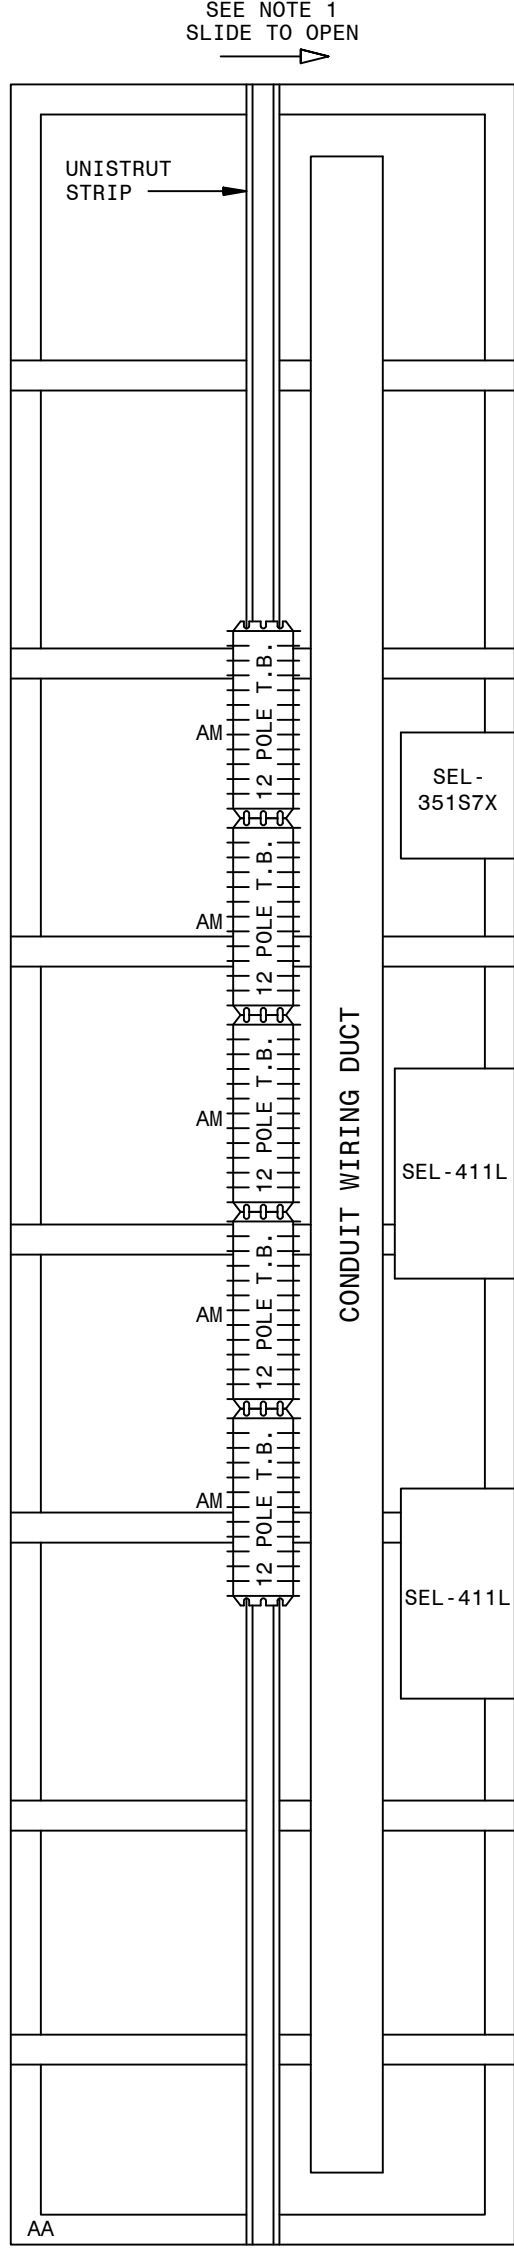 SEE NOTE 1
SLIDE TO OPEN
UNISTRUT
STRIP
12 POLE T.B.
AM
SEL-
351S7X
12 POLE T.B.
AM
CONDUIT WIRING DUCT
12 POLE T.B.
AM
SEL-411L
12 POLE T.B.
AM
12 POLE T.B.
AM
SEL-411L
AA